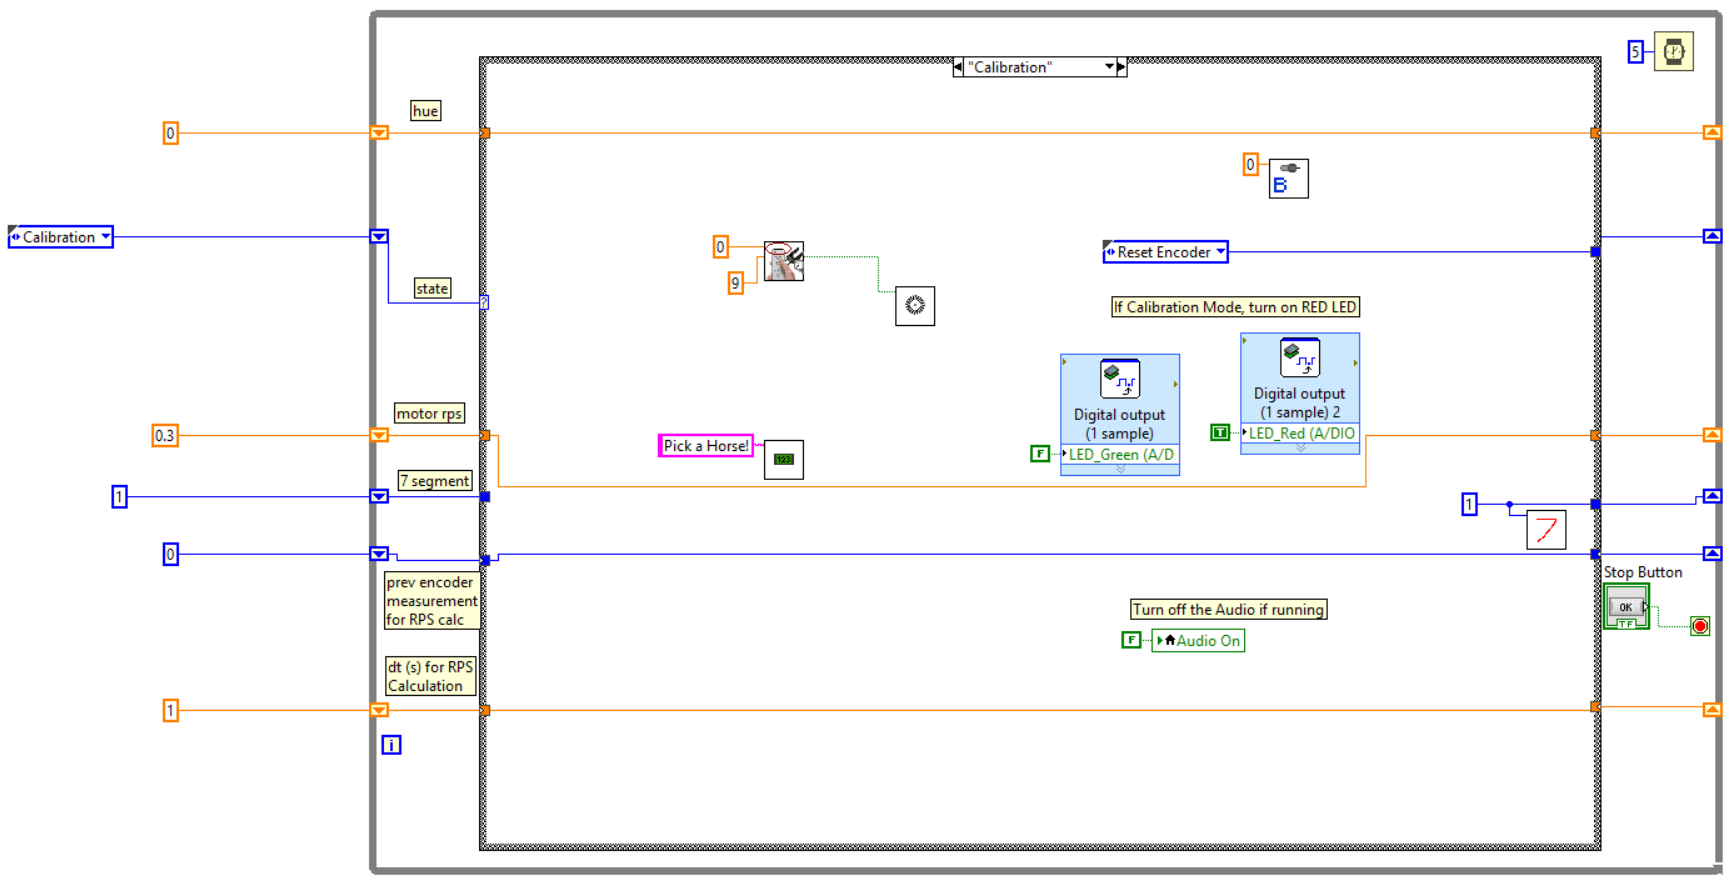 "Calibration"
5
hue
0
0
B
Calibration
0
Reset Encoder
9
state
?
If Calibration Mode, turn on RED LED
Digital output
(1 sample) 2
T
LED_Red (A/DIO
Digital output
(1 sample)
F
LED_Green (A/D
motor rps
0.3
Pick a Horse!
123
7 segment
1
1
7
0
prev encoder
measurement
for RPS calc
Stop Button
OK
TF
Turn off the Audio if running
F
Audio On
dt (s) for RPS
Calculation
1
i